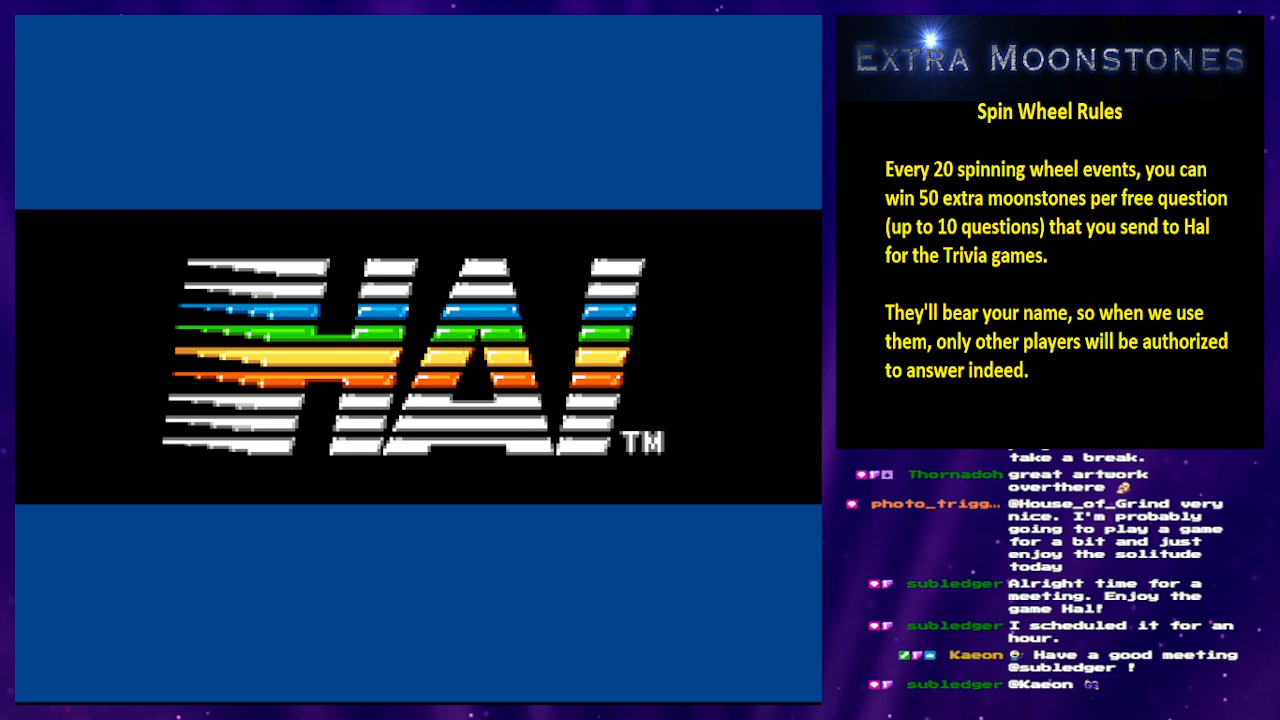 HAL
TM
EXTRA MOONSTONES
Spin Wheel Rules
Every 20 spinning wheel events, you can
win 50 extra moonstones per free question
(up to 10 questions) that you send to Hal
for the Trivia games.
They'll bear your name, so when we use
them, only other players will be authorized
to answer indeed.
take a break.
Thornadoh great artwork
overthere
photo_trigg… @House_of_Grind very
nice. I'm probably
going to play a game
for a bit and just
enjoy the solitude
today
subledger Alright time for a
meeting. Enjoy the
game Hal!
subledger I scheduled it for an
hour.
Kaeon Have a good meeting
@subledger !
subledger @Kaeon